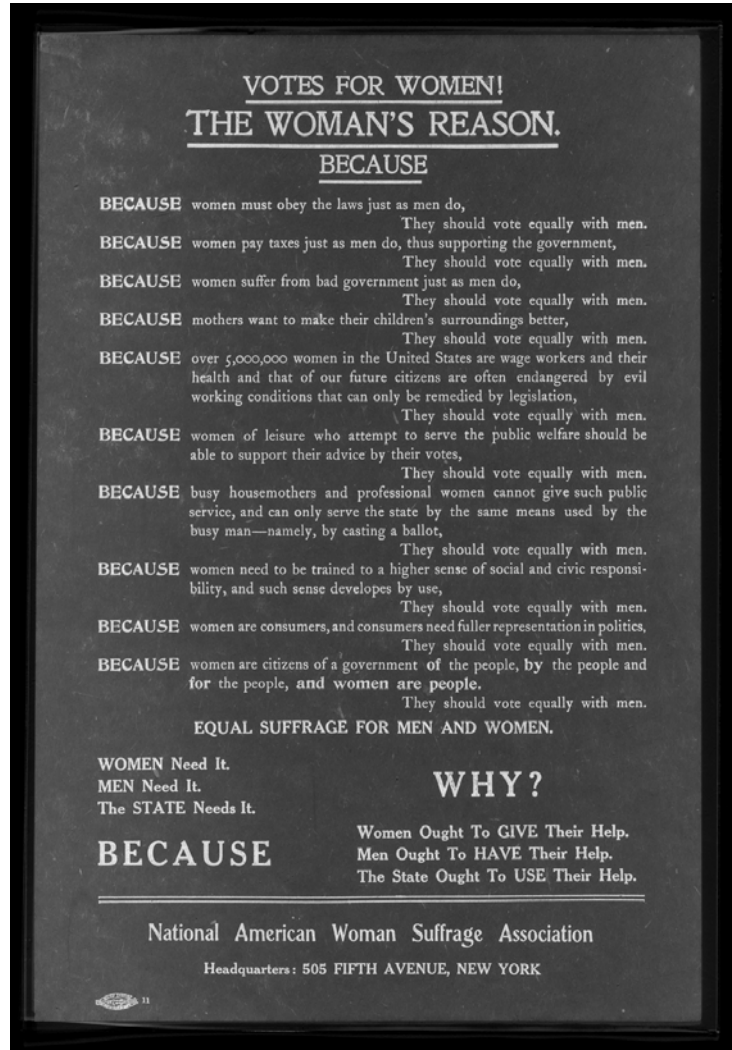 VOTES FOR WOMEN!
THE WOMAN'S REASON.
BECAUSE
BECAUSE women must obey the laws just as men do,
They should vote equally with men.
BECAUSE women pay taxes just as men do, thus supporting the government,
They should vote equally with men.
BECAUSE women suffer from bad government just as men do,
They should vote equally with men.
BECAUSE mothers want to make their children's surroundings better,
They should vote equally with men.
BECAUSE over 5,000,000 women in the United States are wage workers and their
health and that of our future citizens are often endangered by evil
working conditions that can only be remedied by legislation,
They should vote equally with men.
BECAUSE women of leisure who attempt to serve the public welfare should be
able to support their advice by their votes,
They should vote equally with men.
BECAUSE busy housemothers and professional women cannot give such public
service, and can only serve the state by the same means used by the
busy man—namely, by casting a ballot,
They should vote equally with men.
BECAUSE women need to be trained to a higher sense of social and civic responsi-
bility, and such sense developes by use,
They should vote equally with men.
BECAUSE women are consumers, and consumers need fuller representation in politics,
They should vote equally with men.
BECAUSE women are citizens of a government of the people, by the people and
for the people, and women are people.
They should vote equally with men.
EQUAL SUFFRAGE FOR MEN AND WOMEN.
WOMEN Need It.
MEN Need It.
The STATE Needs It.
WHY?
BECAUSE
Women Ought To GIVE Their Help.
Men Ought To HAVE Their Help.
The State Ought To USE Their Help.
National American Woman Suffrage Association
Headquarters: 505 FIFTH AVENUE, NEW YORK
11